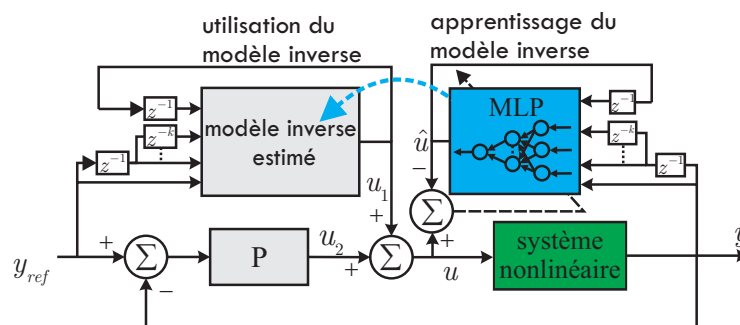 utilisation du
modèle inverse
apprentissage du
modèle inverse
z⁻¹
z⁻ᵏ
z⁻¹
modèle inverse
estimé
MLP
û
z⁻¹
z⁻ᵏ
z⁻¹
u₁
+
−
Σ
+
y_ref
+
Σ
−
P
u₂
+
Σ
u
système
nonlinéaire
y